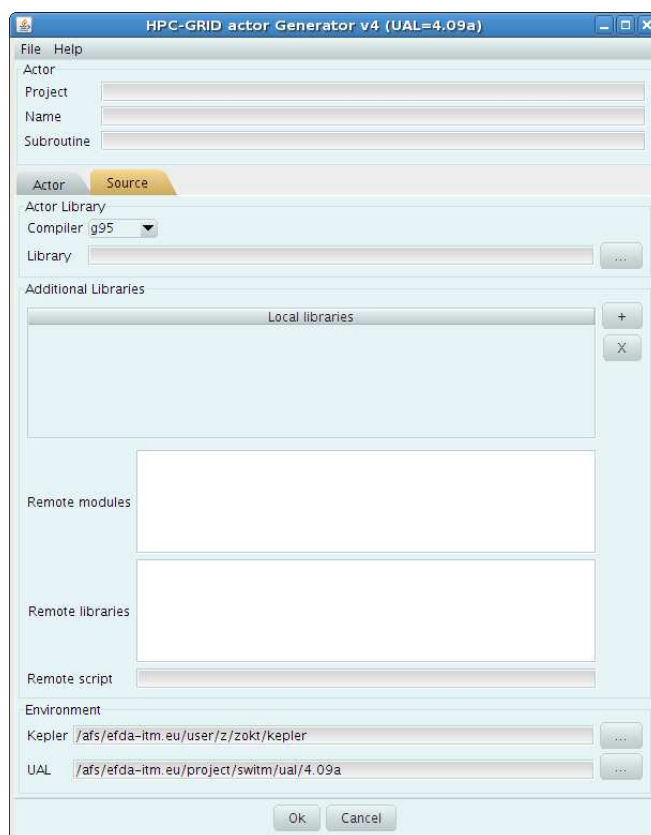 HPC-GRID actor Generator v4 (UAL=4.09a)
File Help
Actor
Project
Name
Subroutine
Actor Source
Actor Library
Compiler g95
Library ...
Additional Libraries
Local libraries +
X
Remote modules
Remote libraries
Remote script
Environment
Kepler /afs/efda-itm.eu/user/z/zokt/kepler ...
UAL /afs/efda-itm.eu/project/switm/ual/4.09a ...
Ok Cancel